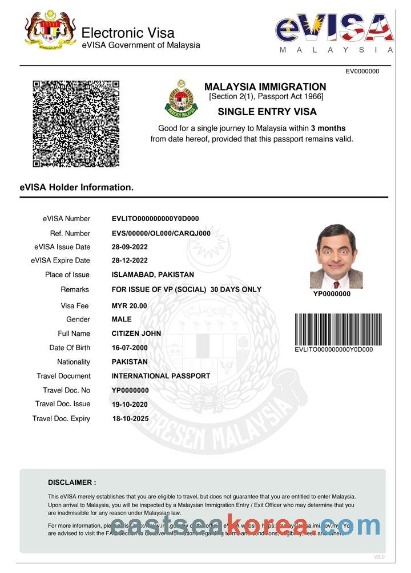 Electronic Visa
eVISA Government of Malaysia
eVISA
M A L A Y S I A
EV0000000
MALAYSIA IMMIGRATION
[Section 2(1), Passport Act 1966]
SINGLE ENTRY VISA
Good for a single journey to Malaysia within 3 months
from date hereof, provided that this passport remains valid.
eVISA Holder Information.
eVISA Number EVLITO000000000Y0D000
Ref. Number EVS/00000/OL000/CARQJ000
eVISA Issue Date 28-09-2022
eVISA Expire Date 28-12-2022
Place of Issue ISLAMABAD, PAKISTAN
Remarks FOR ISSUE OF VP (SOCIAL) 30 DAYS ONLY
YP0000000
Visa Fee MYR 20.00
Gender MALE
Full Name CITIZEN JOHN
Date Of Birth 16-07-2000
EVLITO000000000Y0D000
Nationality PAKISTAN
Travel Document INTERNATIONAL PASSPORT
Travel Doc. No YP0000000
Travel Doc. Issue 19-10-2020
Travel Doc. Expiry 18-10-2025
RESEN MALAYSIA
DISCLAIMER :
This eVISA merely establishes that you are eligible to travel, but does not guarantee that you are entitled to enter Malaysia.
Upon arrival to Malaysia, you will be inspected by a Malaysia Immigration Entry / Exit Officer who may determine that you
are inadmissible for any reason under Malaysian law.
For more information, please
are advised to visit the
eastseakorea.com